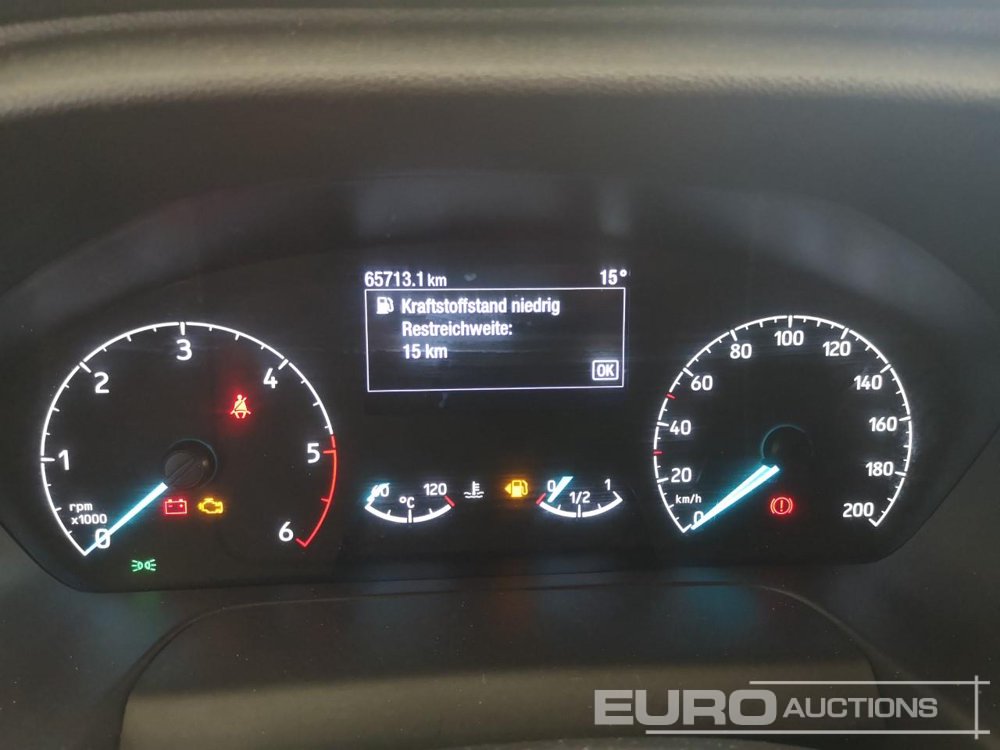 65713.1 km 15°
Kraftstoffstand niedrig
Restreichweite:
15 km
OK
0 1 2 3 4 5 6
rpm
x1000
60 °C 120
0 1/2 1
0 20 40 60 80 100 120 140 160 180 200
km/h
EURO AUCTIONS